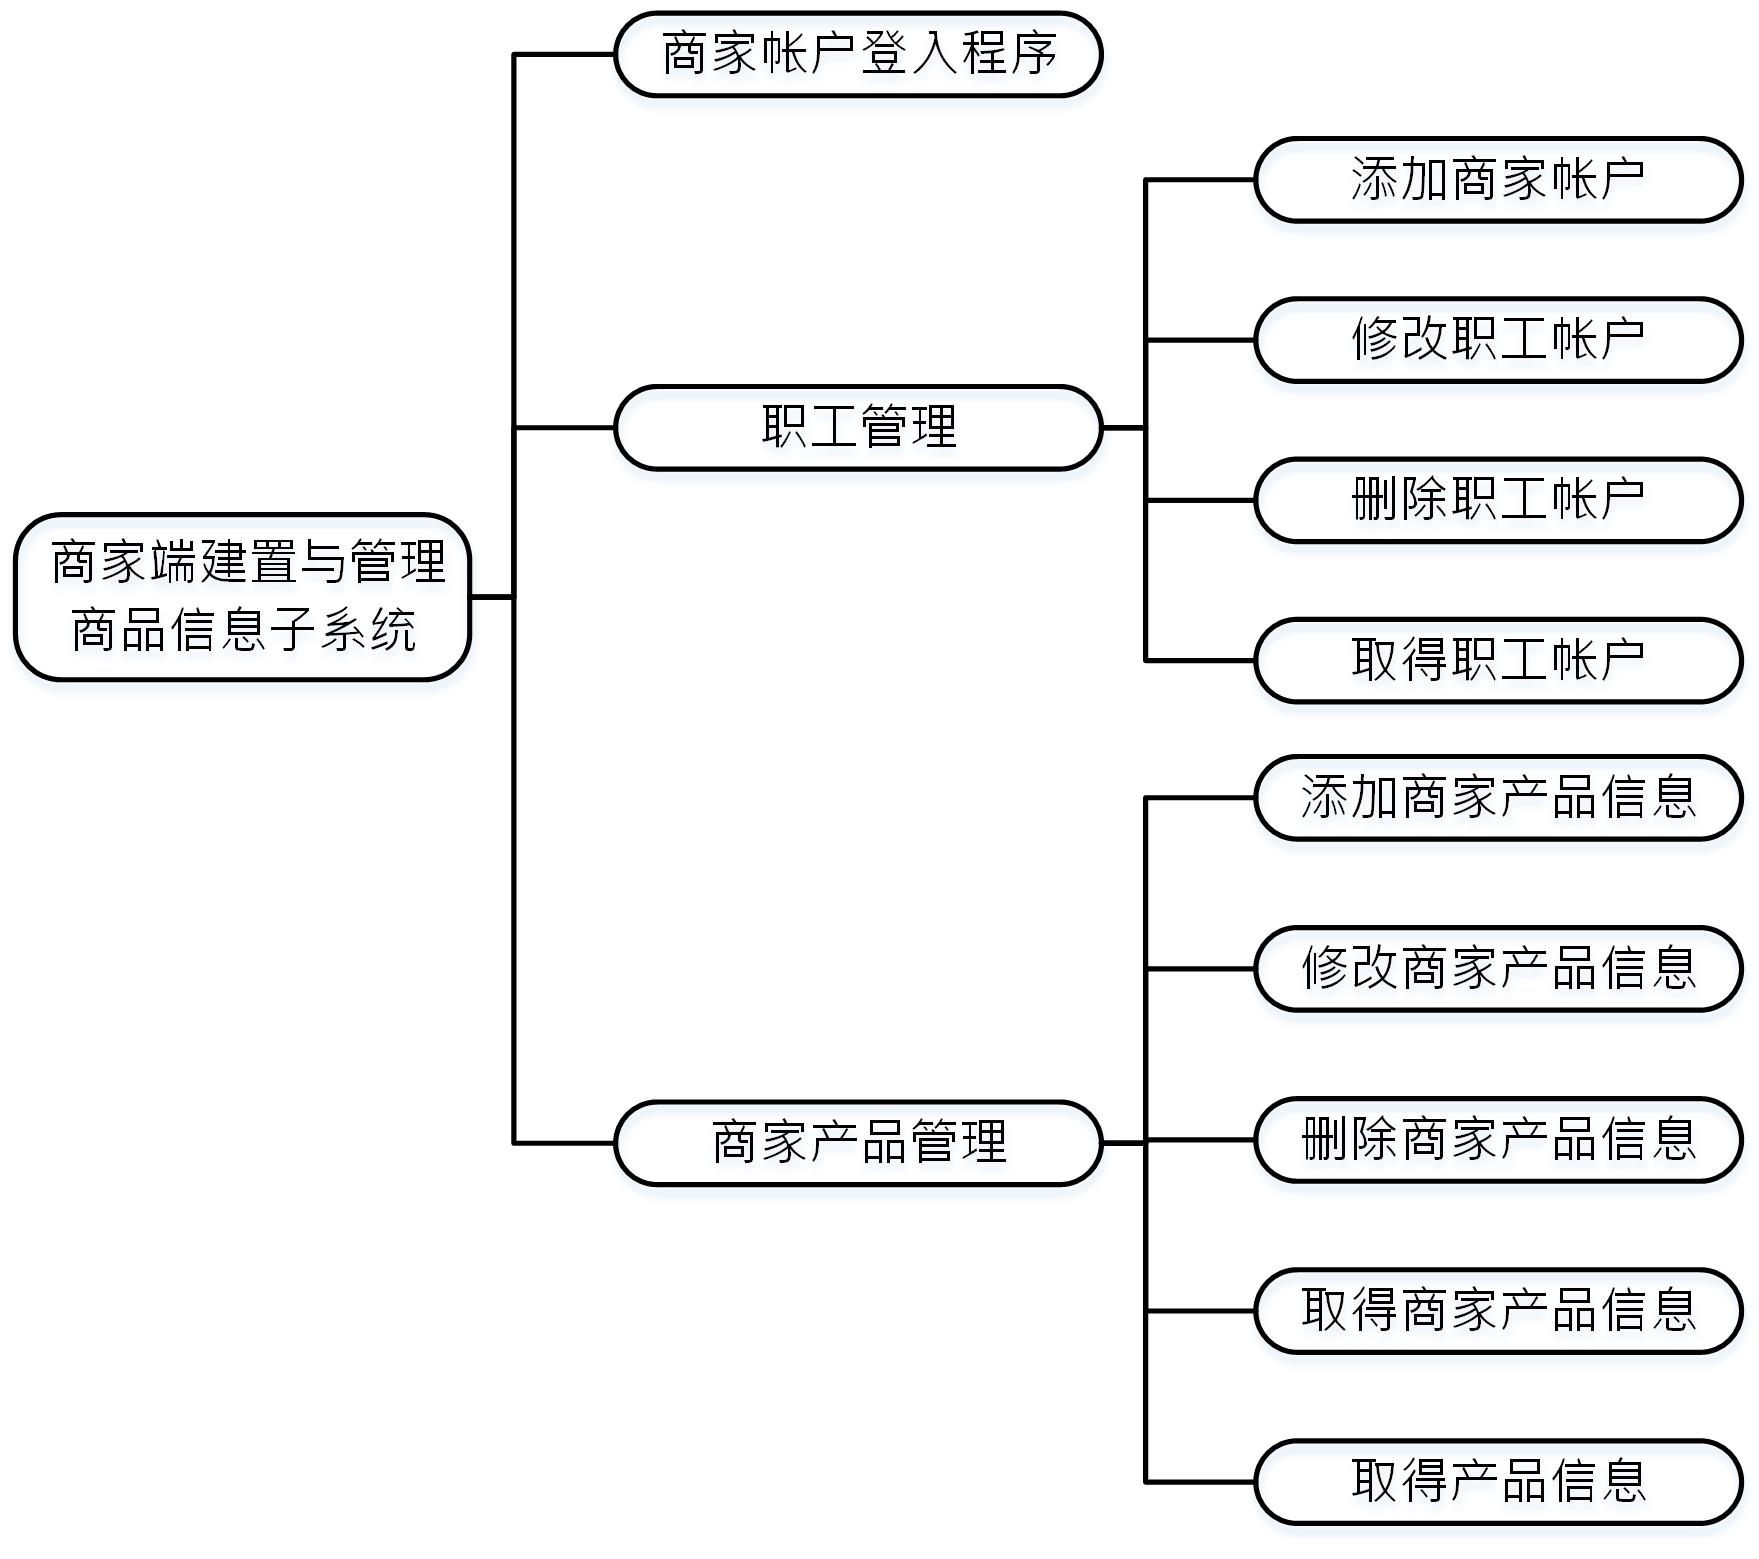 商家帐户登入程序
添加商家帐户
修改职工帐户
职工管理
删除职工帐户
商家端建置与管理
商品信息子系统
取得职工帐户
添加商家产品信息
修改商家产品信息
商家产品管理
删除商家产品信息
取得商家产品信息
取得产品信息